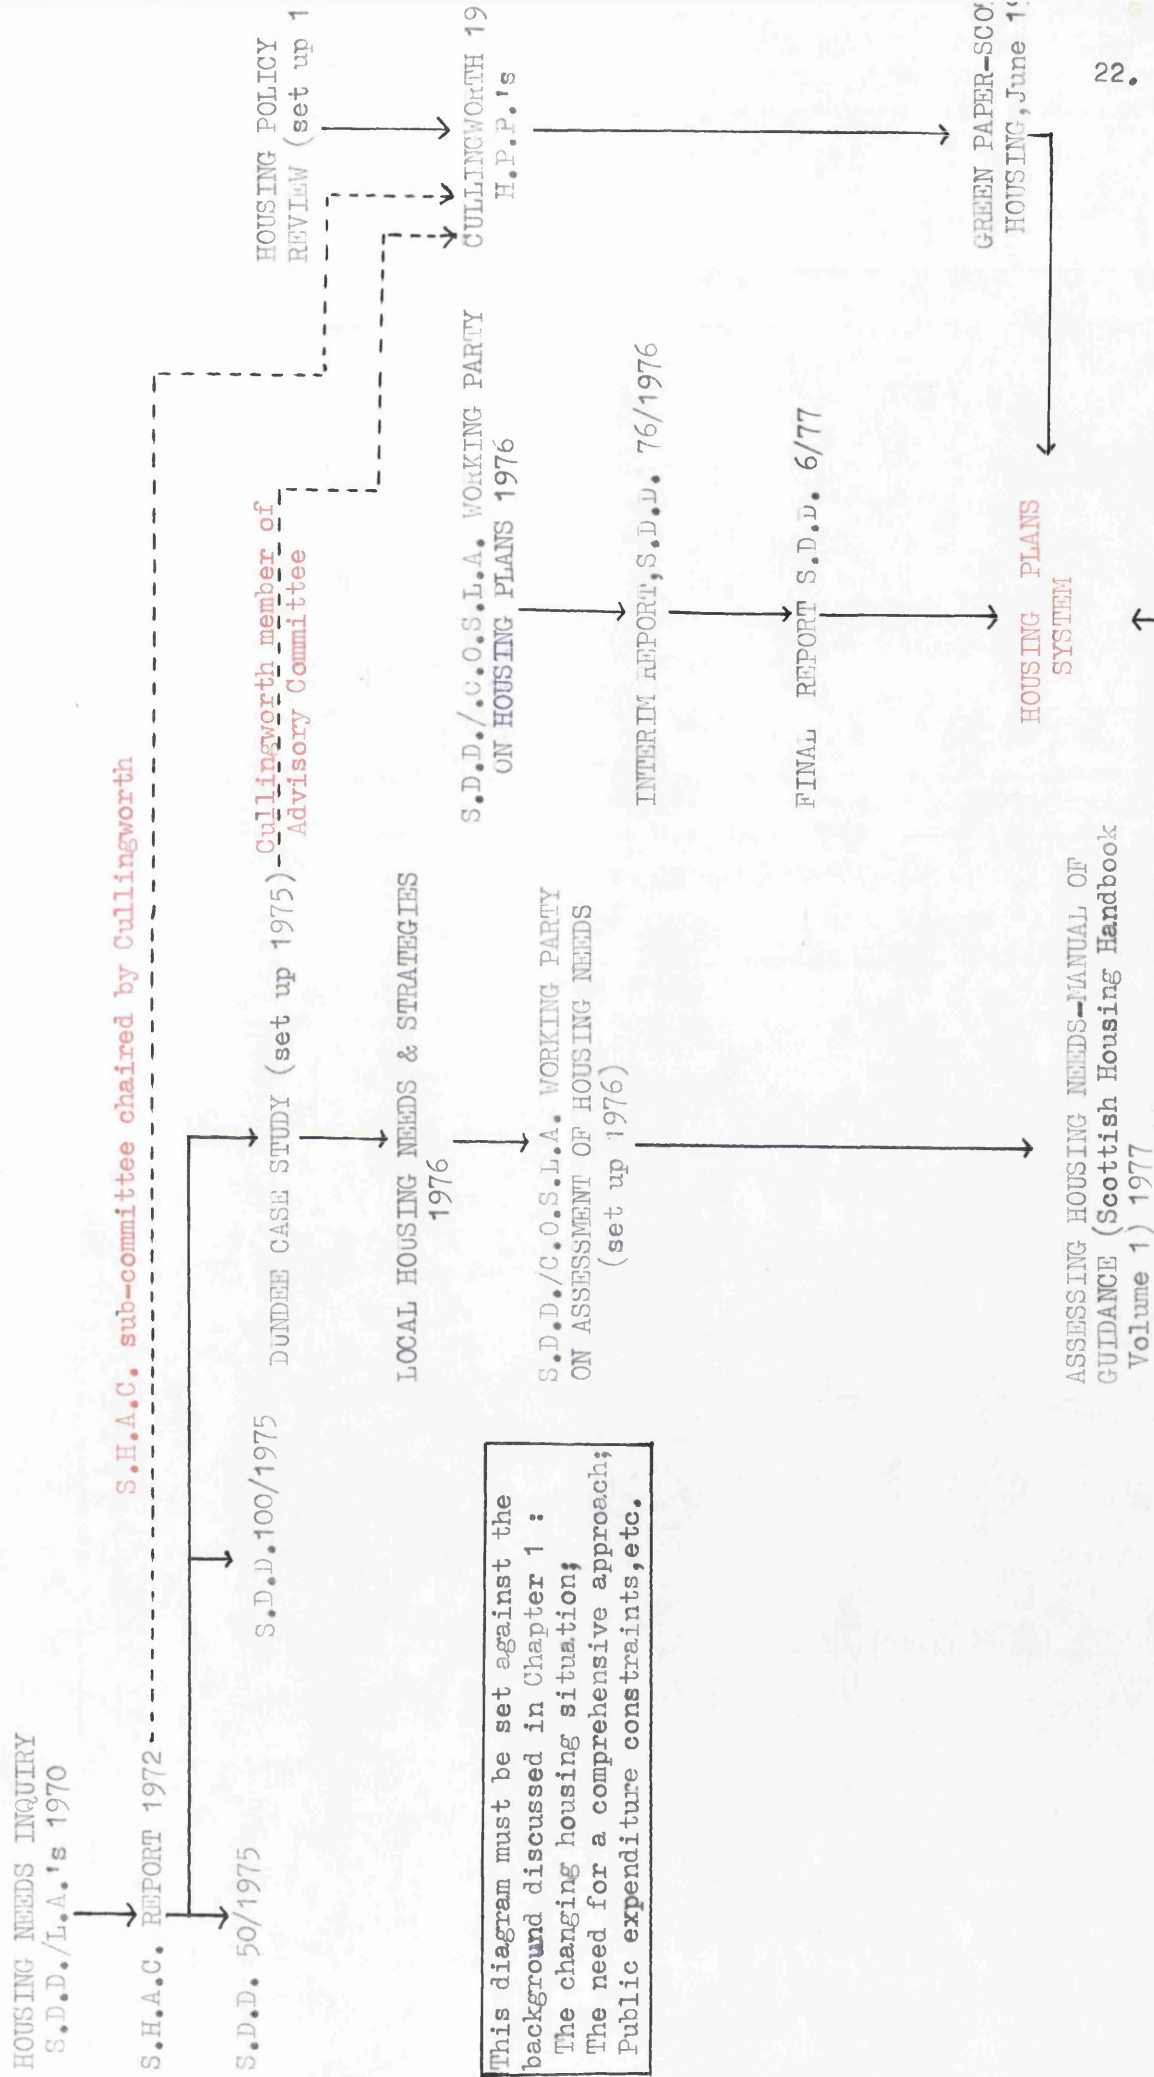 HOUSING NEEDS INQUIRY
S.D.D./L.A.'s 1970
S.H.A.C. REPORT 1972
S.H.A.C. sub-committee chaired by Cullingworth
S.D.D. 50/1975
S.D.D.100/1975
DUNDEE CASE STUDY (set up 1975)
Cullingworth member of
Advisory Committee
HOUSING POLICY
REVIEW (set up 1
LOCAL HOUSING NEEDS & STRATEGIES
1976
S.D.D./.C.O.S.L.A. WORKING PARTY
ON HOUSING PLANS 1976
CULLINGWORTH 19
H.P.P.'s
This diagram must be set against the
background discussed in Chapter 1 :
The changing housing situation;
The need for a comprehensive approach;
Public expenditure constraints,etc.
S.D.D./C.O.S.L.A. WORKING PARTY
ON ASSESSMENT OF HOUSING NEEDS
(set up 1976)
INTERIM REPORT,S.D.D. 76/1976
FINAL REPORT S.D.D. 6/77
GREEN PAPER-SCO
HOUSING,June 1
HOUSING PLANS
SYSTEM
ASSESSING HOUSING NEEDS-MANUAL OF
GUIDANCE (Scottish Housing Handbook
Volume 1) 1977
22.